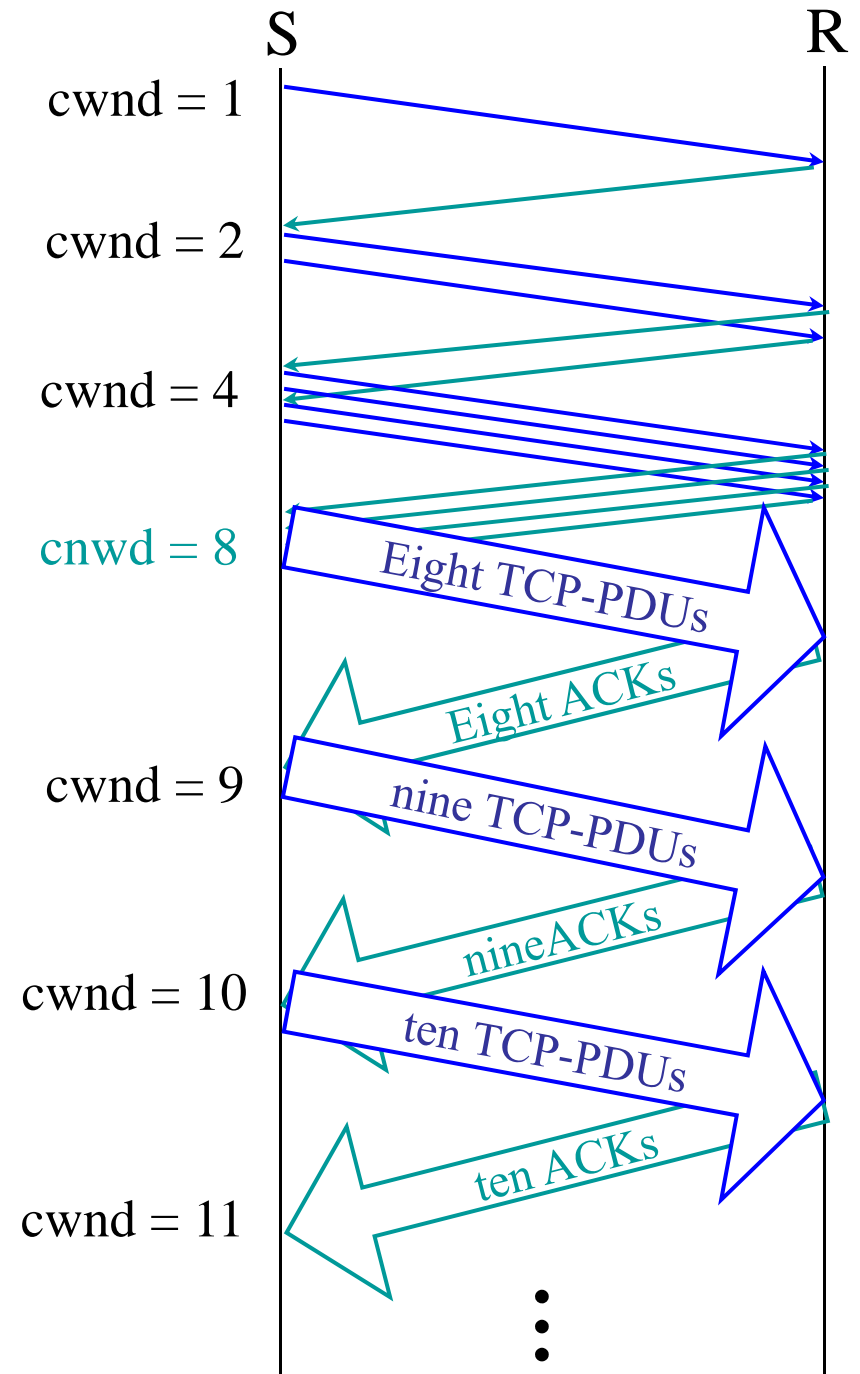 S
R
cwnd = 1
cwnd = 2
cwnd = 4
cnwd = 8
Eight TCP-PDUs
Eight ACKs
cwnd = 9
nine TCP-PDUs
nineACKs
cwnd = 10
ten TCP-PDUs
ten ACKs
cwnd = 11